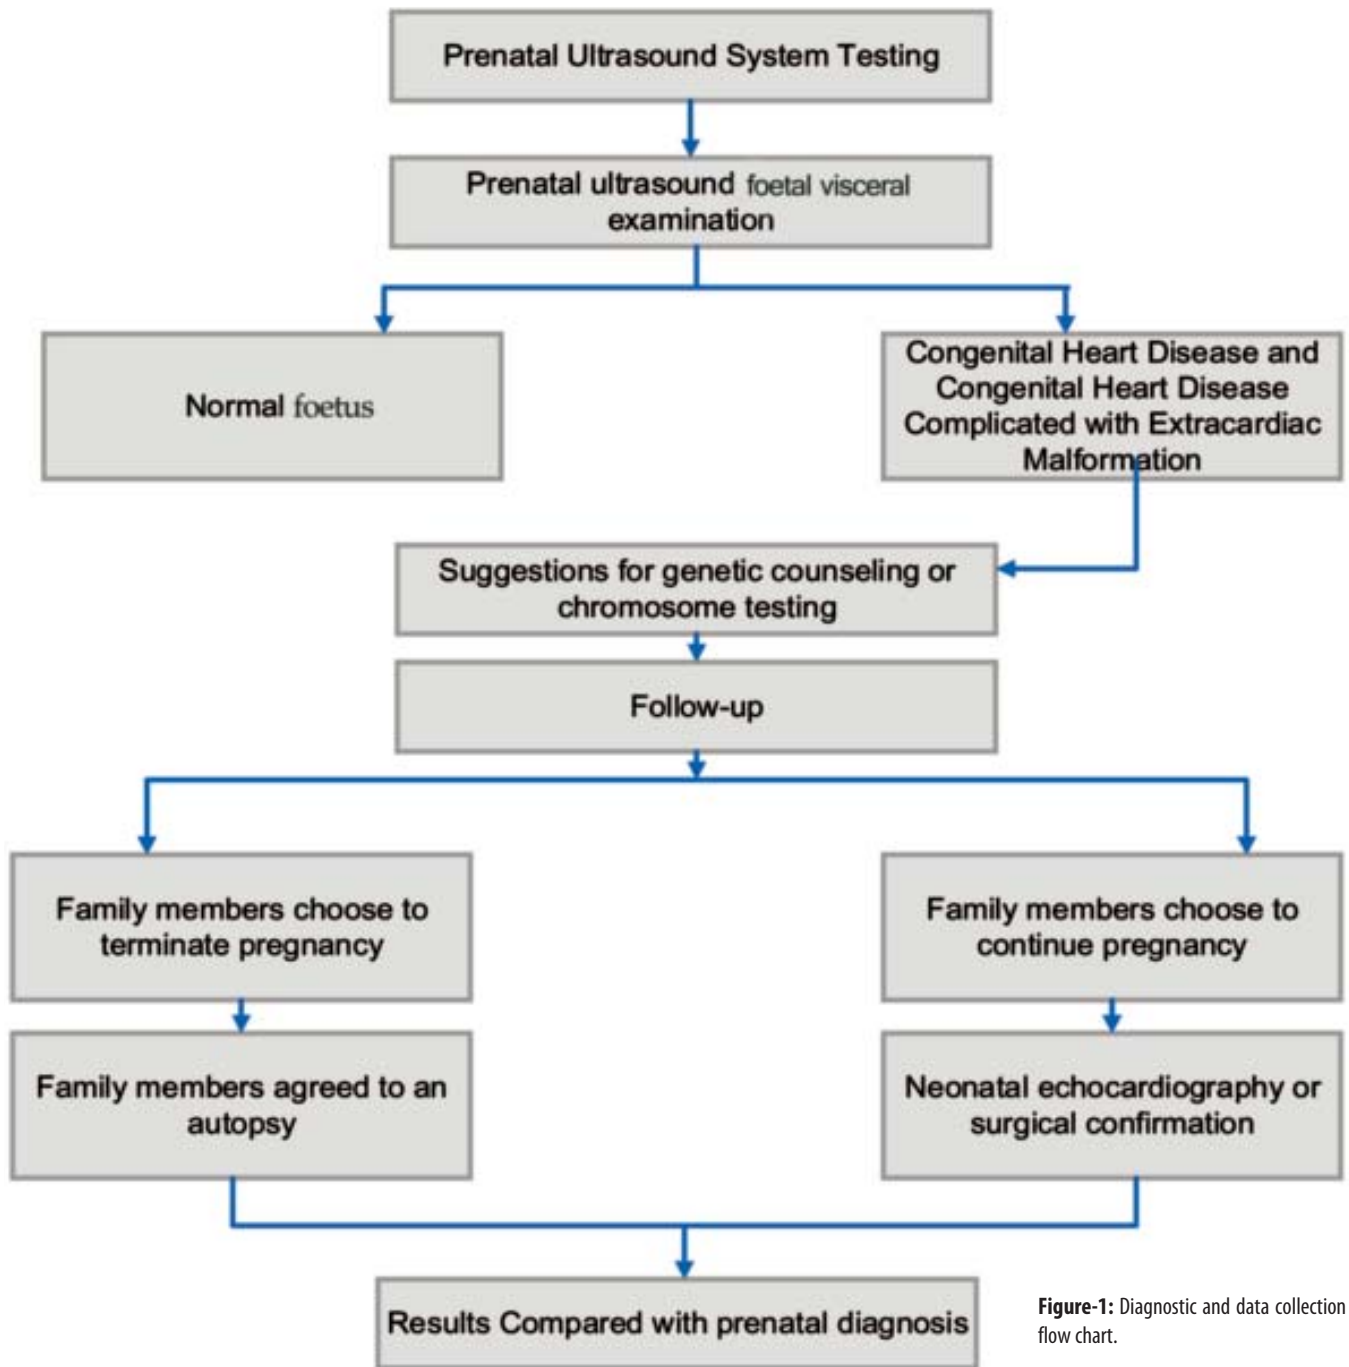 Prenatal Ultrasound System Testing
Prenatal ultrasound foetal visceral
examination
Normal foetus
Congenital Heart Disease and
Congenital Heart Disease
Complicated with Extracardiac
Malformation
Suggestions for genetic counseling or
chromosome testing
Follow-up
Family members choose to
terminate pregnancy
Family members choose to
continue pregnancy
Family members agreed to an
autopsy
Neonatal echocardiography or
surgical confirmation
Results Compared with prenatal diagnosis
Figure-1: Diagnostic and data collection
flow chart.